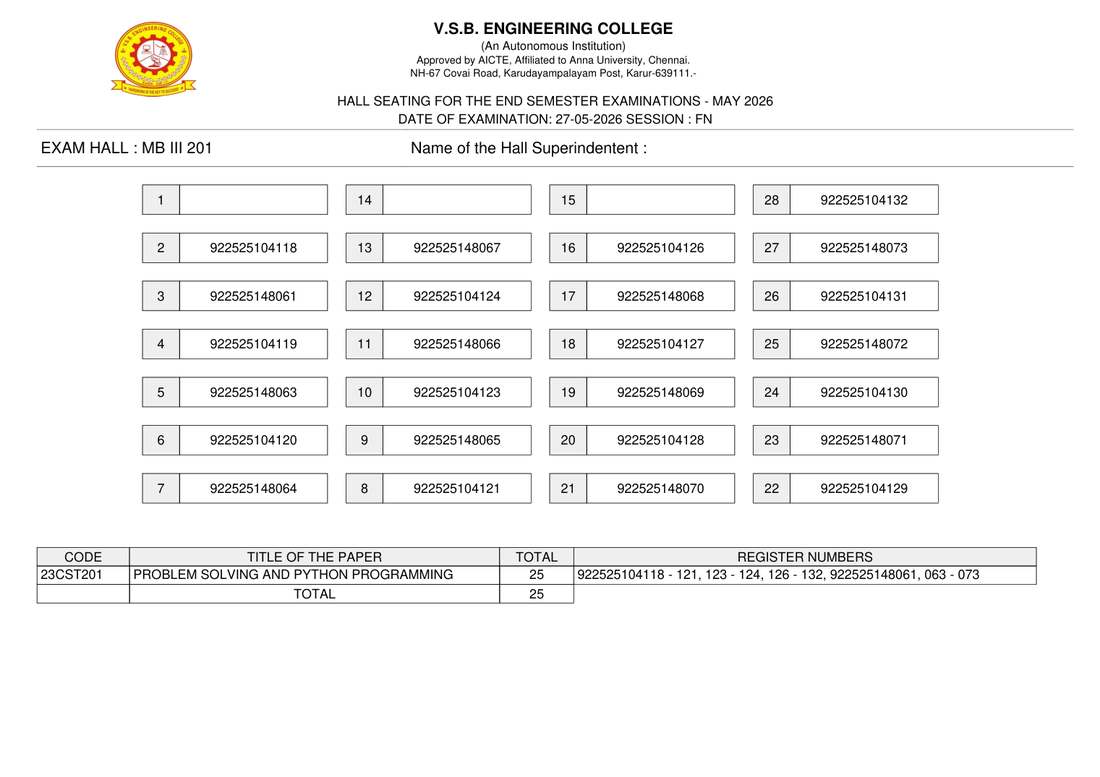 V.S.B. ENGINEERING COLLEGE
(An Autonomous Institution)
Approved by AICTE, Affiliated to Anna University, Chennai.
NH-67 Covai Road, Karudayampalayam Post, Karur-639111.-
HALL SEATING FOR THE END SEMESTER EXAMINATIONS - MAY 2026
DATE OF EXAMINATION: 27-05-2026 SESSION : FN
EXAM HALL : MB III 201 Name of the Hall Superindentent :
1 14 15 28 922525104132
2 922525104118 13 922525148067 16 922525104126 27 922525148073
3 922525148061 12 922525104124 17 922525148068 26 922525104131
4 922525104119 11 922525148066 18 922525104127 25 922525148072
5 922525148063 10 922525104123 19 922525148069 24 922525104130
6 922525104120 9 922525148065 20 922525104128 23 922525148071
7 922525148064 8 922525104121 21 922525148070 22 922525104129
CODE TITLE OF THE PAPER TOTAL REGISTER NUMBERS
23CST201 PROBLEM SOLVING AND PYTHON PROGRAMMING 25 922525104118 - 121, 123 - 124, 126 - 132, 922525148061, 063 - 073
TOTAL 25